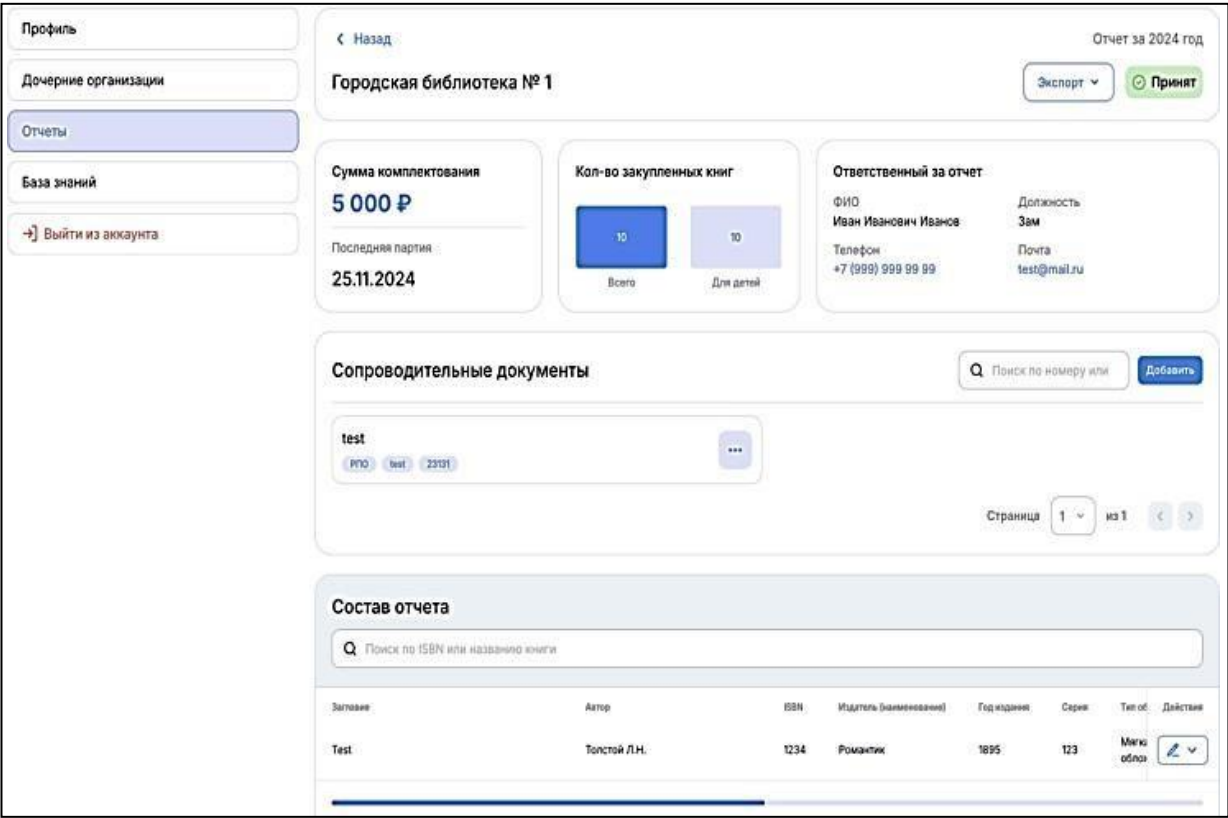 Профиль
Дочерние организации
Отчеты
База знаний
Выйти из аккаунта
Назад
Отчет за 2024 год
Городская библиотека № 1
Экспорт
Принят
Сумма комплектования
5 000 ₽
Последняя партия
25.11.2024
Кол-во закупленных книг
10
10
Всего
Для детей
Ответственный за отчет
ФИО
Должность
Иван Иванович Иванов
Зам
Телефон
Почта
+7 (999) 999 99 99
test@mail.ru
Сопроводительные документы
Поиск по номеру или
Добавить
test
РПО test 23131
Страница 1 из 1
Состав отчета
Поиск по ISBN или названию книги
Заглавие Автор ISBN Издатель (наименование) Год издания Серия Тип об Действия
Test Толстой Л.Н. 1234 Романтик 1895 123 Мягка
облож